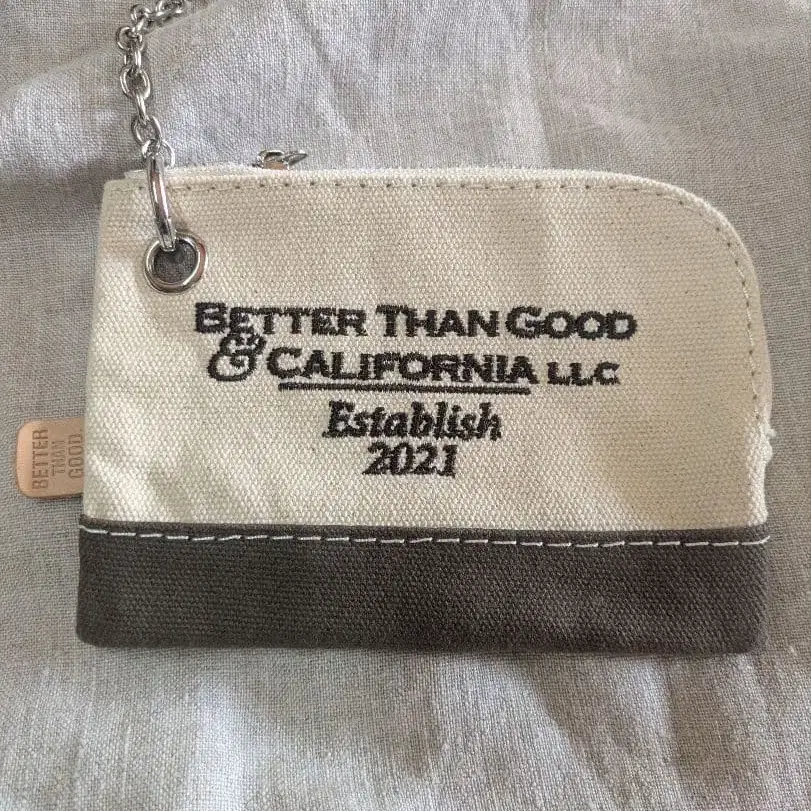 BETTER THAN GOOD
& CALIFORNIA LLC
Establish
2021
BETTER
THAN
GOOD